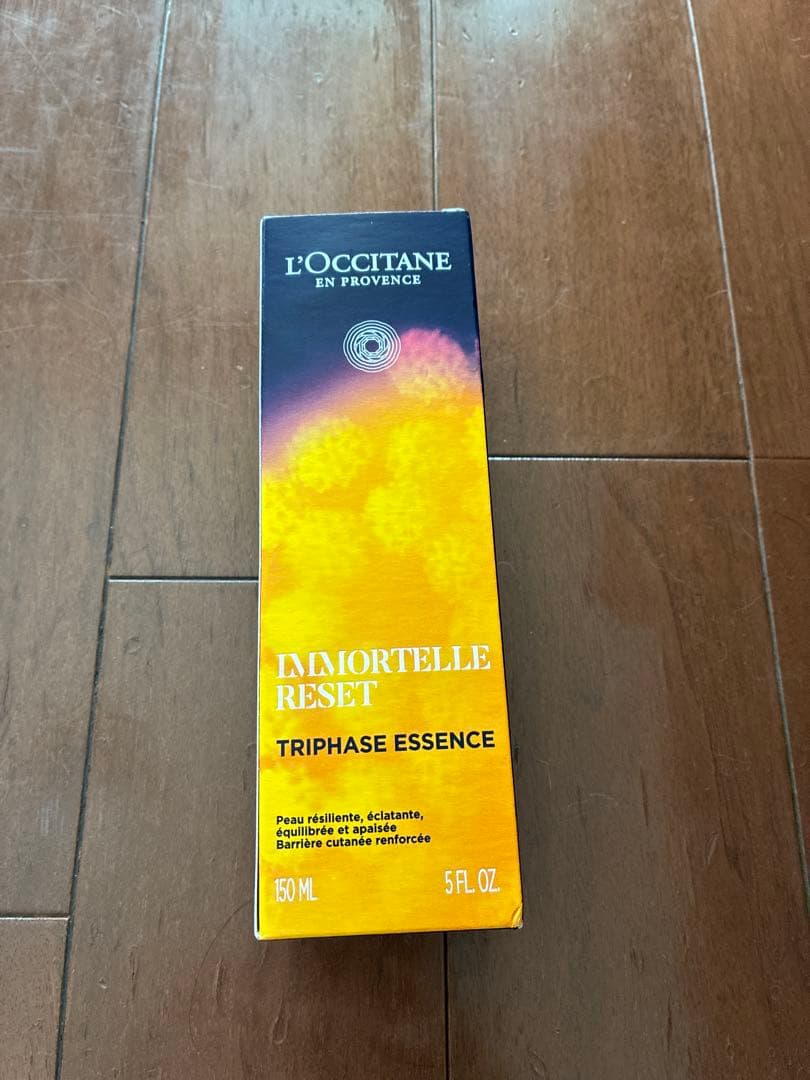 L'OCCITANE
EN PROVENCE
IMMORTELLE
RESET
TRIPHASE ESSENCE
Peau résiliente, éclatante,
équilibrée et apaisée
Barrière cutanée renforcée
150 ML 5 FL. OZ.